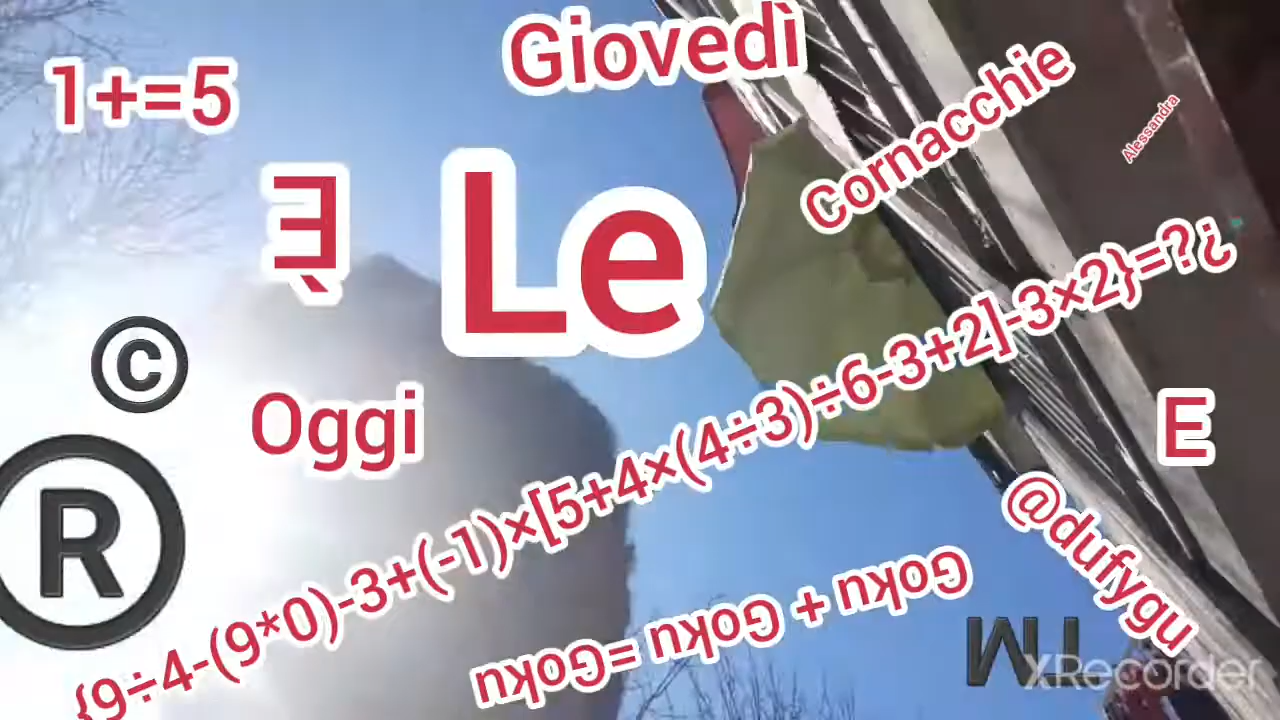 Giovedì
1+=5
Cornacchie
Alessandra
È
Le
©
Oggi
{9÷4-(9*0)-3+(-1)×[5+4×(4÷3)÷6-3+2]-3×2}=?¿
E
®
@dufygu
Goku + Goku =Goku
TM
XRecorder